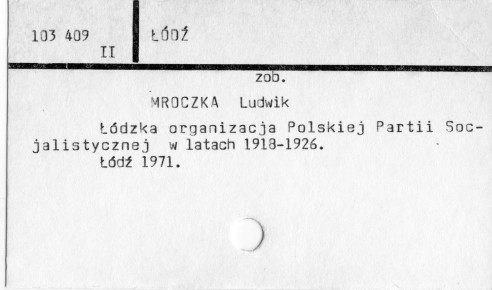 103 409
II
ŁÓDŹ
zob.
MROCZKA Ludwik
Łódzka organizacja Polskiej Partii Soc-
jalistycznej w latach 1918-1926.
Łódź 1971.